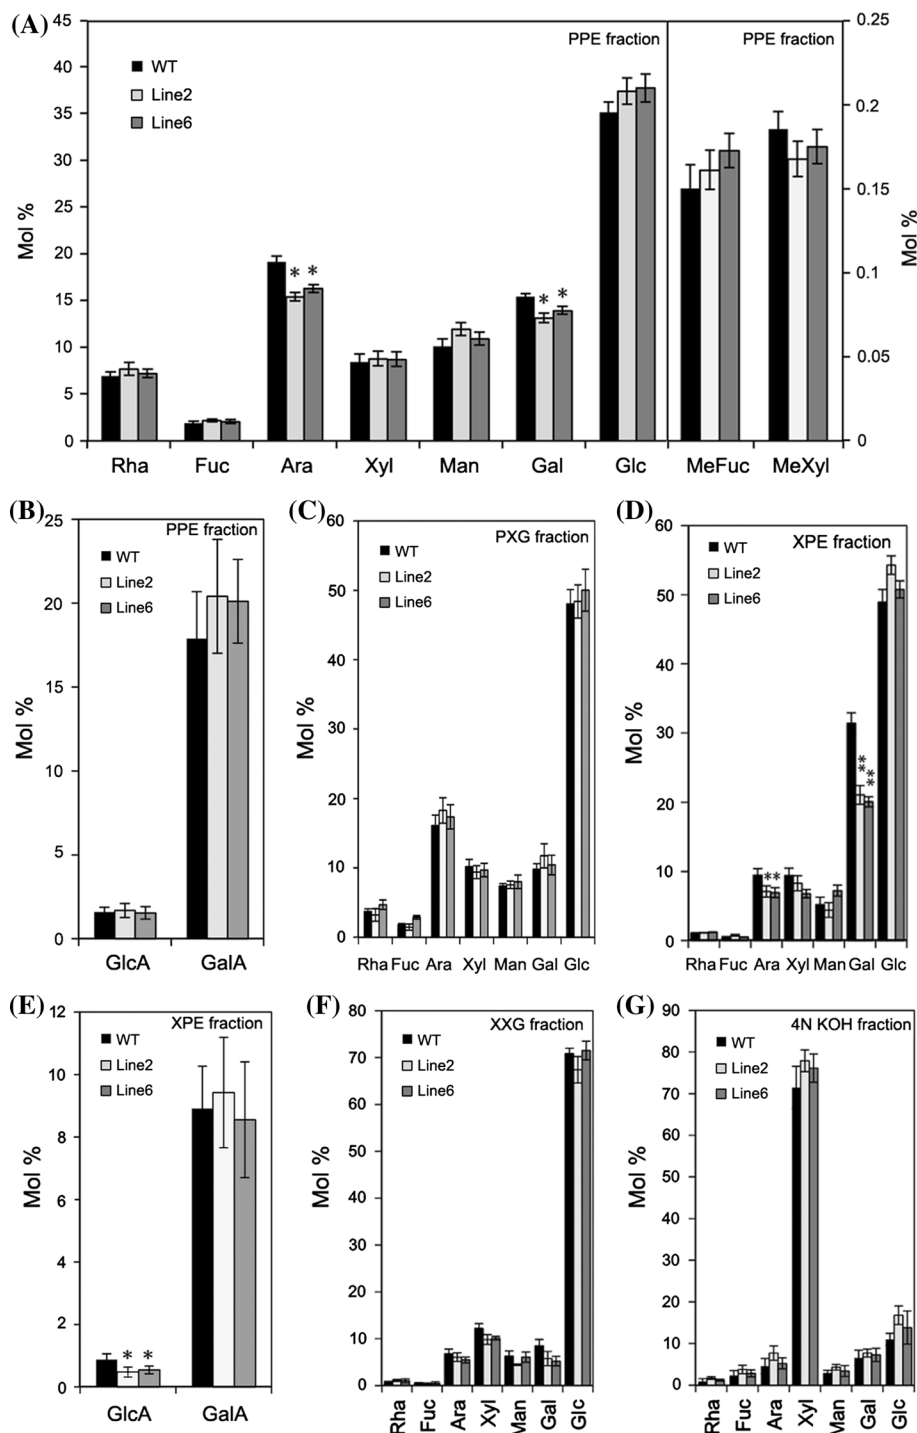 (A)
45
40
35
30
25
20
15
10
5
0
Mol %
WT
Line2
Line6
PPE fraction
PPE fraction
0.25
0.2
0.15
0.1
0.05
0
Mol %
* *
* *
Rha Fuc Ara Xyl Man Gal Glc MeFuc MeXyl
(B)
25
20
15
10
5
0
Mol %
PPE fraction
WT
Line2
Line6
GlcA GalA
(C)
60
50
40
30
20
10
0
Mol %
PXG fraction
WT
Line2
Line6
Rha Fuc Ara Xyl Man Gal Glc
(D)
60
50
40
30
20
10
0
Mol %
XPE fraction
WT
Line2
Line6
**
**
**
Rha Fuc Ara Xyl Man Gal Glc
(E)
12
10
8
6
4
2
0
Mol %
XPE fraction
WT
Line2
Line6
* *
GlcA GalA
(F)
80
70
60
50
40
30
20
10
0
Mol %
XXG fraction
WT
Line2
Line6
Rha Fuc Ara Xyl Man Gal Glc
(G)
90
80
70
60
50
40
30
20
10
0
Mol %
4N KOH fraction
WT
Line2
Line6
Rha Fuc Ara Xyl Man Gal Glc